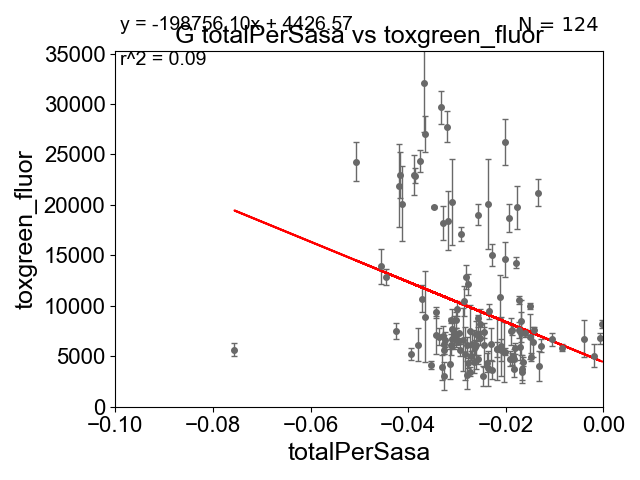 y = -198756.10x + 4426.57
N = 124
G totalPerSasa vs toxgreen_fluor
r^2 = 0.09
toxgreen_fluor
35000
30000
25000
20000
15000
10000
5000
0
−0.10 −0.08 −0.06 −0.04 −0.02 0.00
totalPerSasa